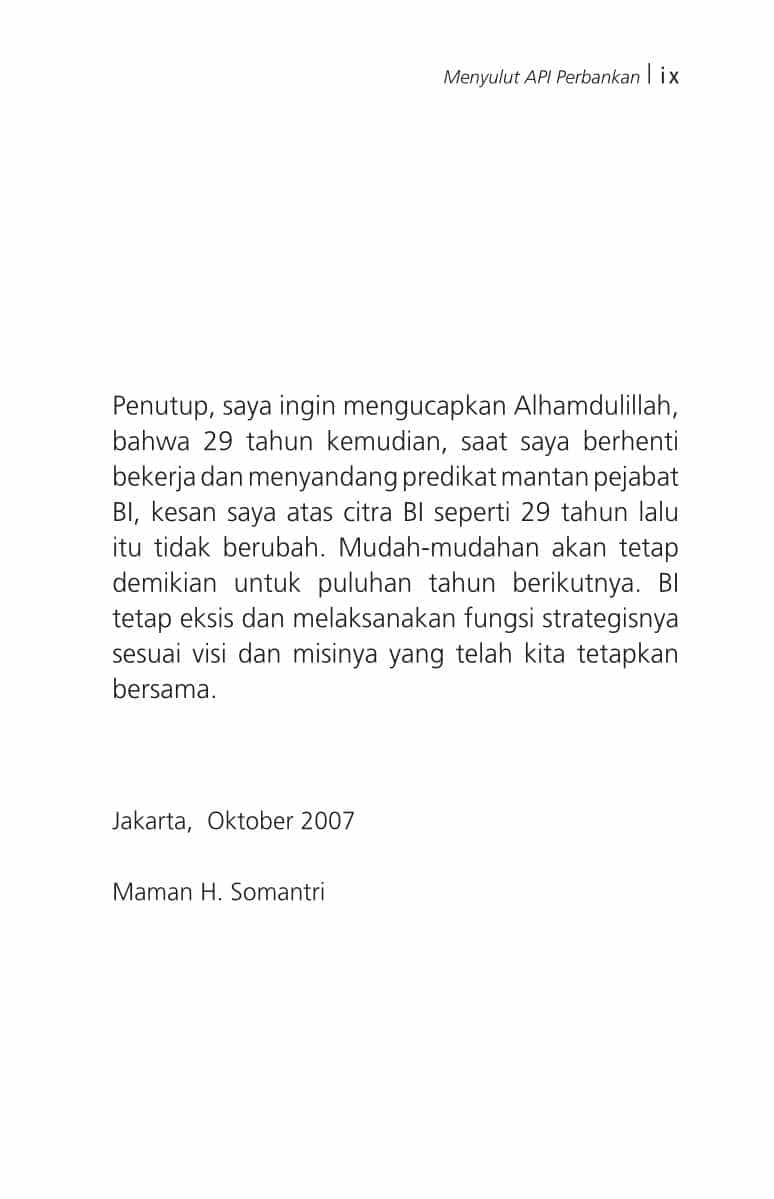 Menyulut API Perbankan | ix
Penutup, saya ingin mengucapkan Alhamdulillah,
bahwa 29 tahun kemudian, saat saya berhenti
bekerja dan menyandang predikat mantan pejabat
BI, kesan saya atas citra BI seperti 29 tahun lalu
itu tidak berubah. Mudah-mudahan akan tetap
demikian untuk puluhan tahun berikutnya. BI
tetap eksis dan melaksanakan fungsi strategisnya
sesuai visi dan misinya yang telah kita tetapkan
bersama.
Jakarta,  Oktober 2007
Maman H. Somantri